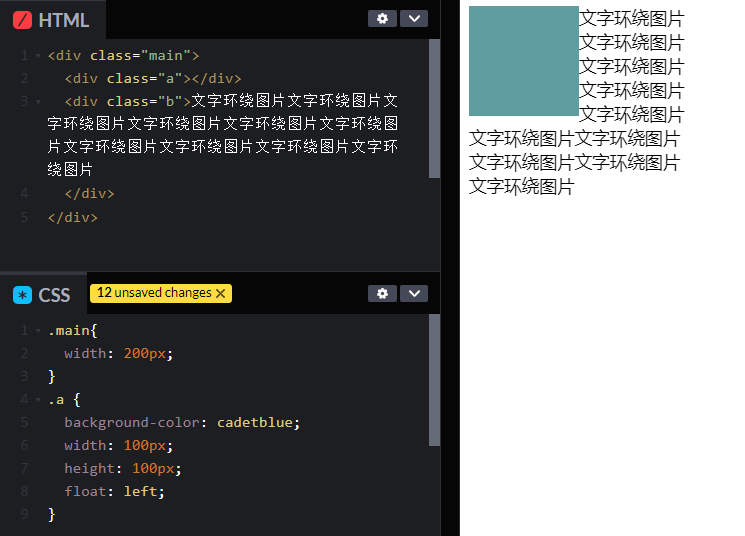 HTML
1 <div class="main">
2 <div class="a"></div>
3 <div class="b">文字环绕图片文字环绕图片文
字环绕图片文字环绕图片文字环绕图片文字环绕图
片文字环绕图片文字环绕图片文字环绕图片文字环
绕图片
4 </div>
5 </div>
CSS 12 unsaved changes
1 .main{
2 width: 200px;
3 }
4 .a {
5 background-color: cadetblue;
6 width: 100px;
7 height: 100px;
8 float: left;
9 }
文字环绕图片
文字环绕图片
文字环绕图片
文字环绕图片
文字环绕图片
文字环绕图片文字环绕图片
文字环绕图片文字环绕图片
文字环绕图片